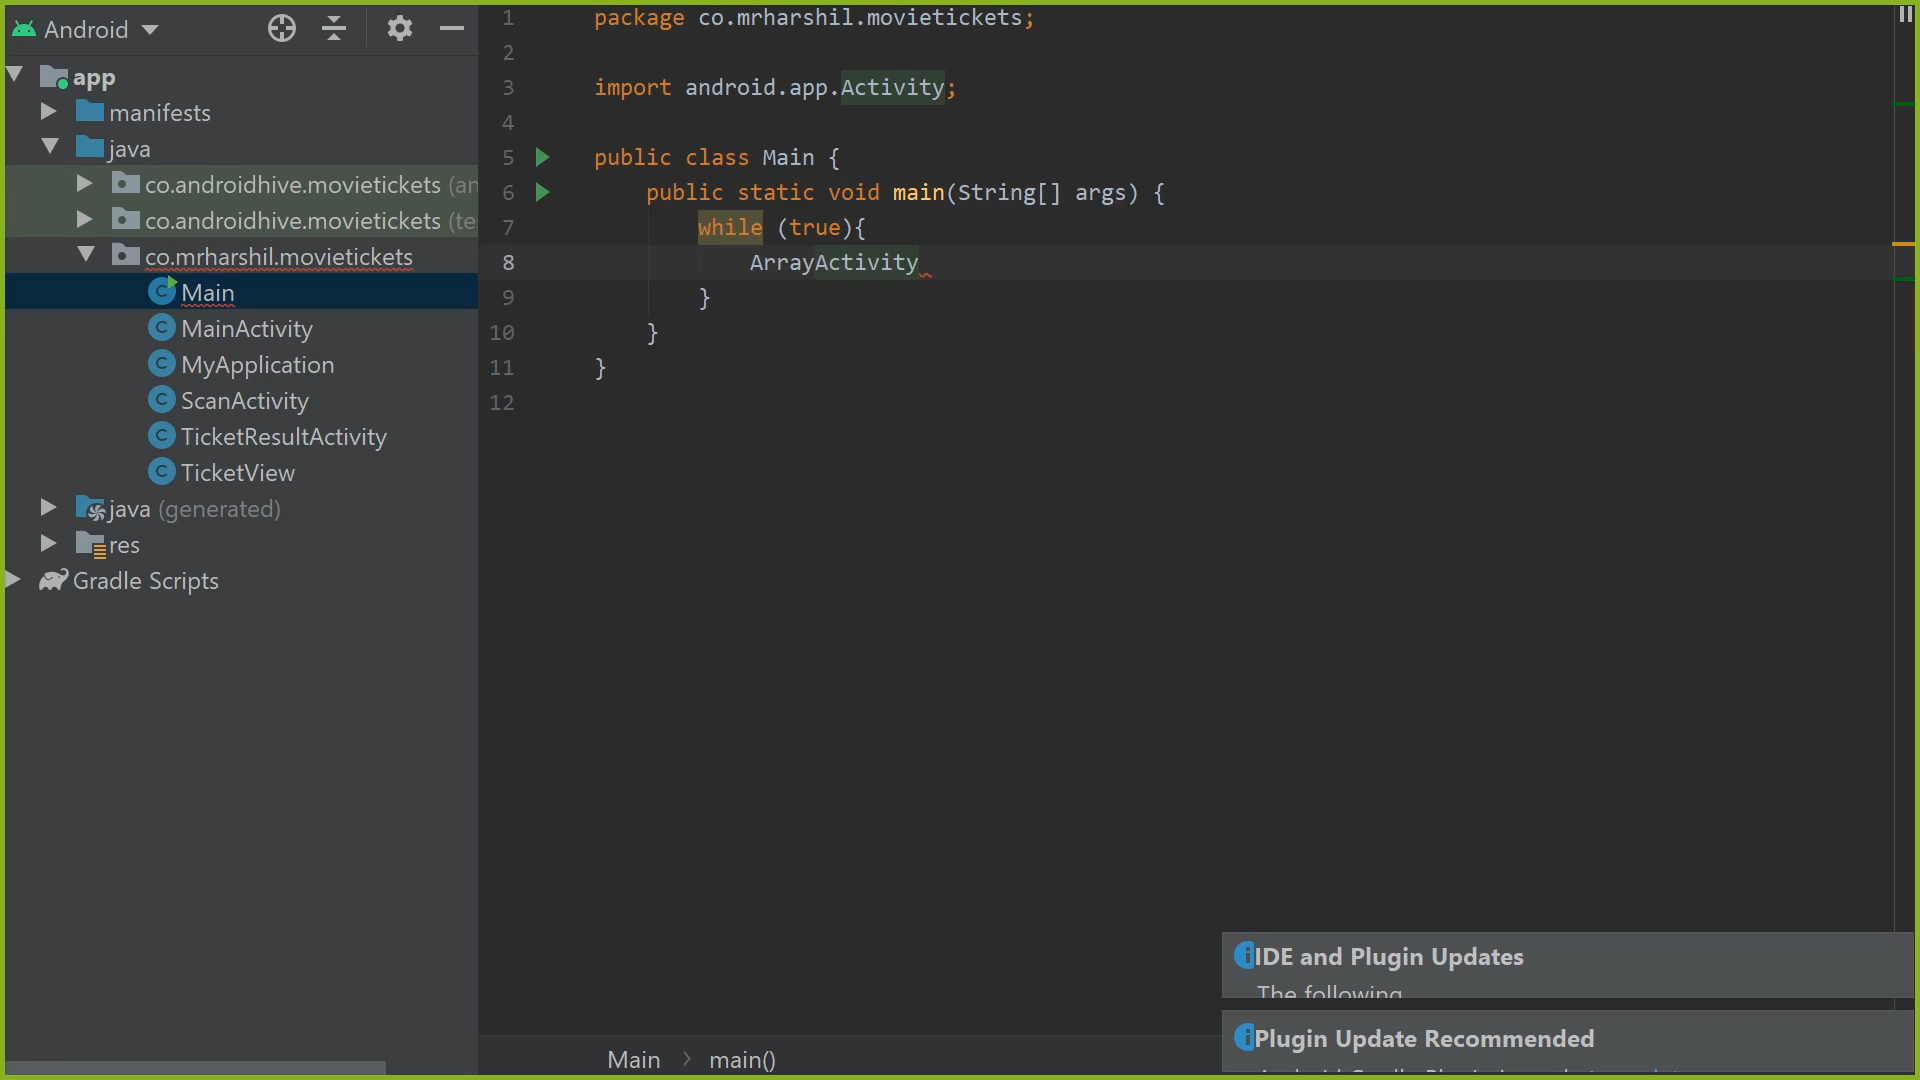 Android
app
manifests
java
co.androidhive.movietickets (an
co.androidhive.movietickets (te
co.mrharshil.movietickets
Main
MainActivity
MyApplication
ScanActivity
TicketResultActivity
TicketView
java (generated)
res
Gradle Scripts
1 package co.mrharshil.movietickets;
2
3 import android.app.Activity;
4
5 public class Main {
6 public static void main(String[] args) {
7 while (true){
8 ArrayActivity
9 }
10 }
11 }
12
IDE and Plugin Updates
The following
Plugin Update Recommended
Main > main()